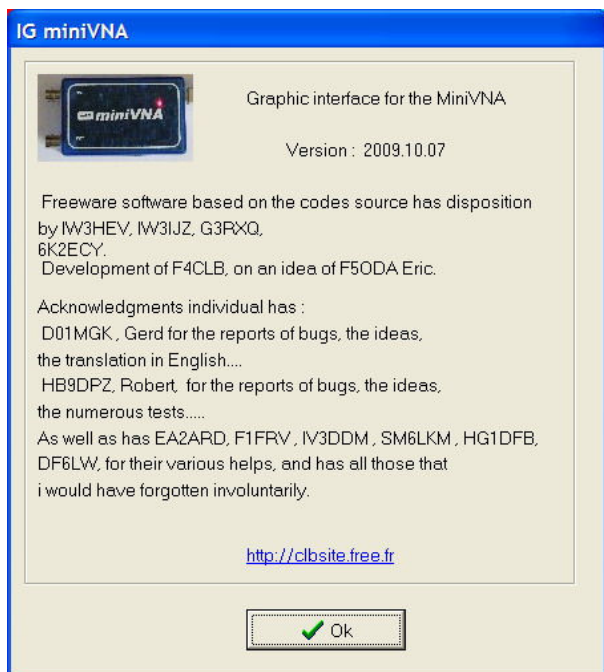 IG miniVNA
miniVNA
Graphic interface for the MiniVNA
Version : 2009.10.07
Freeware software based on the codes source has disposition
by IW3HEV, IW3IJZ, G3RXQ,
6K2ECY.
Development of F4CLB, on an idea of F5ODA Eric.
Acknowledgments individual has :
D01MGK , Gerd for the reports of bugs, the ideas,
the translation in English....
HB9DPZ, Robert, for the reports of bugs, the ideas,
the numerous tests.....
As well as has EA2ARD, F1FRV , IV3DDM , SM6LKM , HG1DFB,
DF6LW, for their various helps, and has all those that
i would have forgotten involuntarily.
http://clbsite.free.fr
Ok